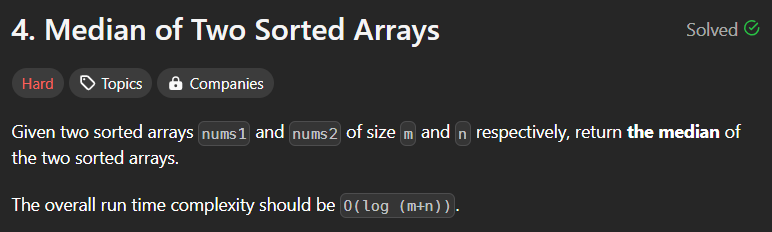 4. Median of Two Sorted Arrays
Solved
Hard Topics Companies
Given two sorted arrays nums1 and nums2 of size m and n respectively, return the median of
the two sorted arrays.
The overall run time complexity should be O(log (m+n)).